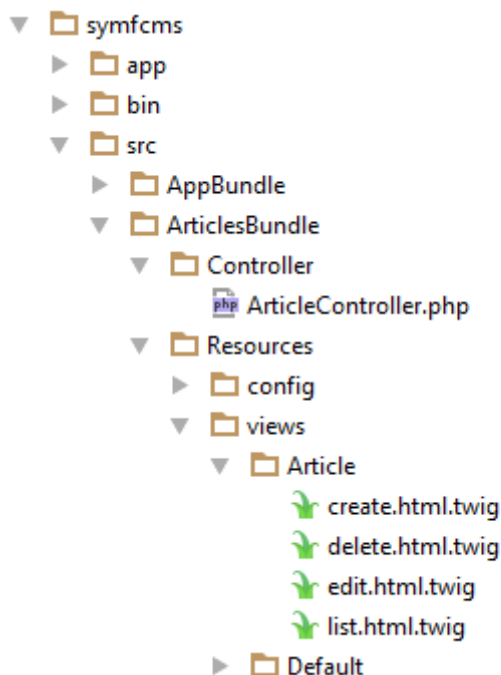 symfcms
app
bin
src
AppBundle
ArticlesBundle
Controller
php ArticleController.php
Resources
config
views
Article
create.html.twig
delete.html.twig
edit.html.twig
list.html.twig
Default